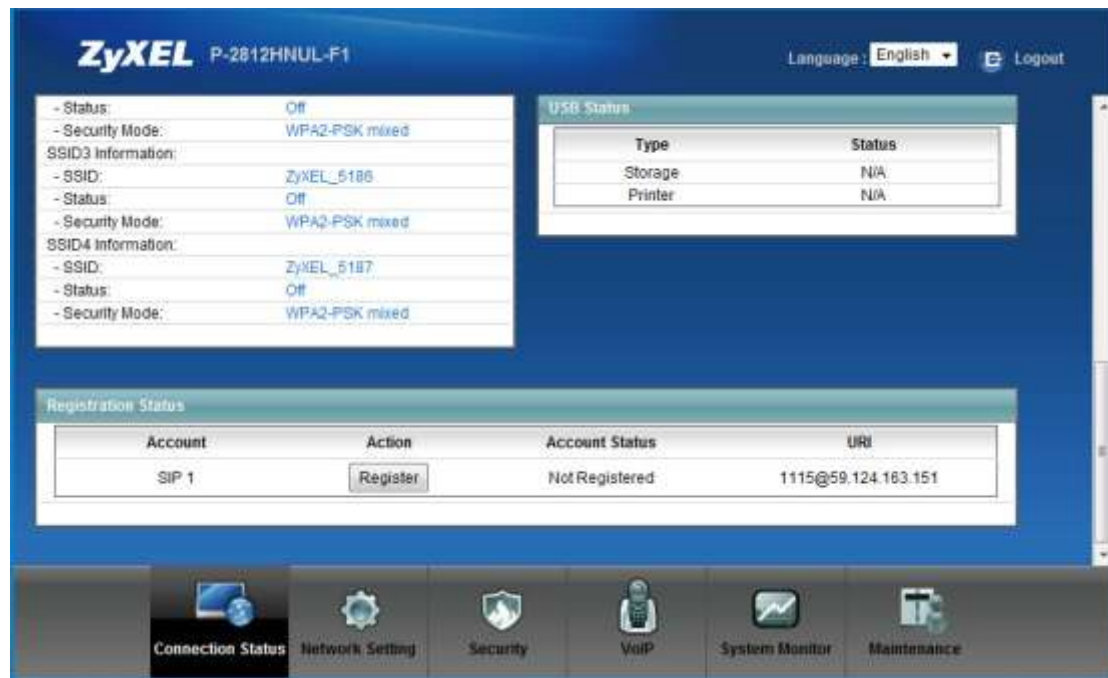 ZyXEL P-2812HNUL-F1
Language : English
Logout
- Status: Off
- Security Mode: WPA2-PSK mixed
SSID3 Information:
- SSID: ZyXEL_5186
- Status: Off
- Security Mode: WPA2-PSK mixed
SSID4 Information:
- SSID: ZyXEL_5187
- Status: Off
- Security Mode: WPA2-PSK mixed
USB Status
Type Status
Storage N/A
Printer N/A
Registration Status
Account Action Account Status URI
SIP 1 Register Not Registered 1115@59.124.163.151
Connection Status Network Setting Security VoIP System Monitor Maintenance